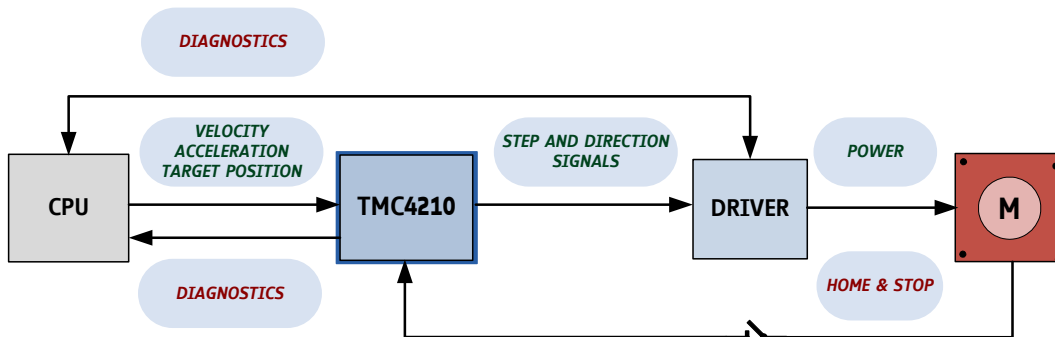 DIAGNOSTICS
VELOCITY
ACCELERATION
TARGET POSITION
STEP AND DIRECTION
SIGNALS
POWER
CPU
TMC4210
DRIVER
M
DIAGNOSTICS
HOME & STOP